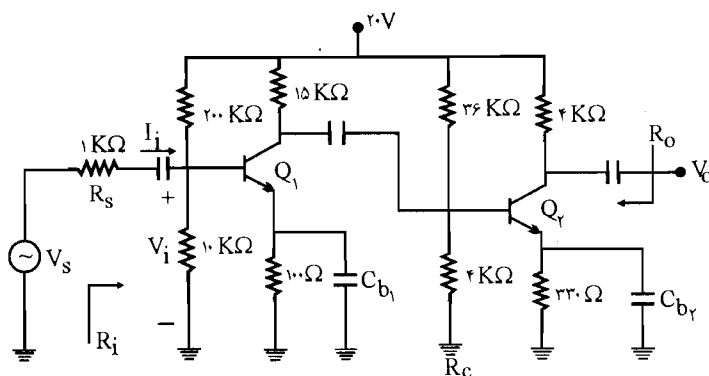 ۲۰V
۱۵KΩ
۲۰۰KΩ
۳۶KΩ
۴KΩ
۱KΩ
I_i
R_o
V_o
R_s
+
Q_۱
Q_۲
V_s
V_i
۱۰KΩ
۱۰۰Ω
C_b۱
۴KΩ
۳۳۰Ω
C_b۲
R_i
−
R_c